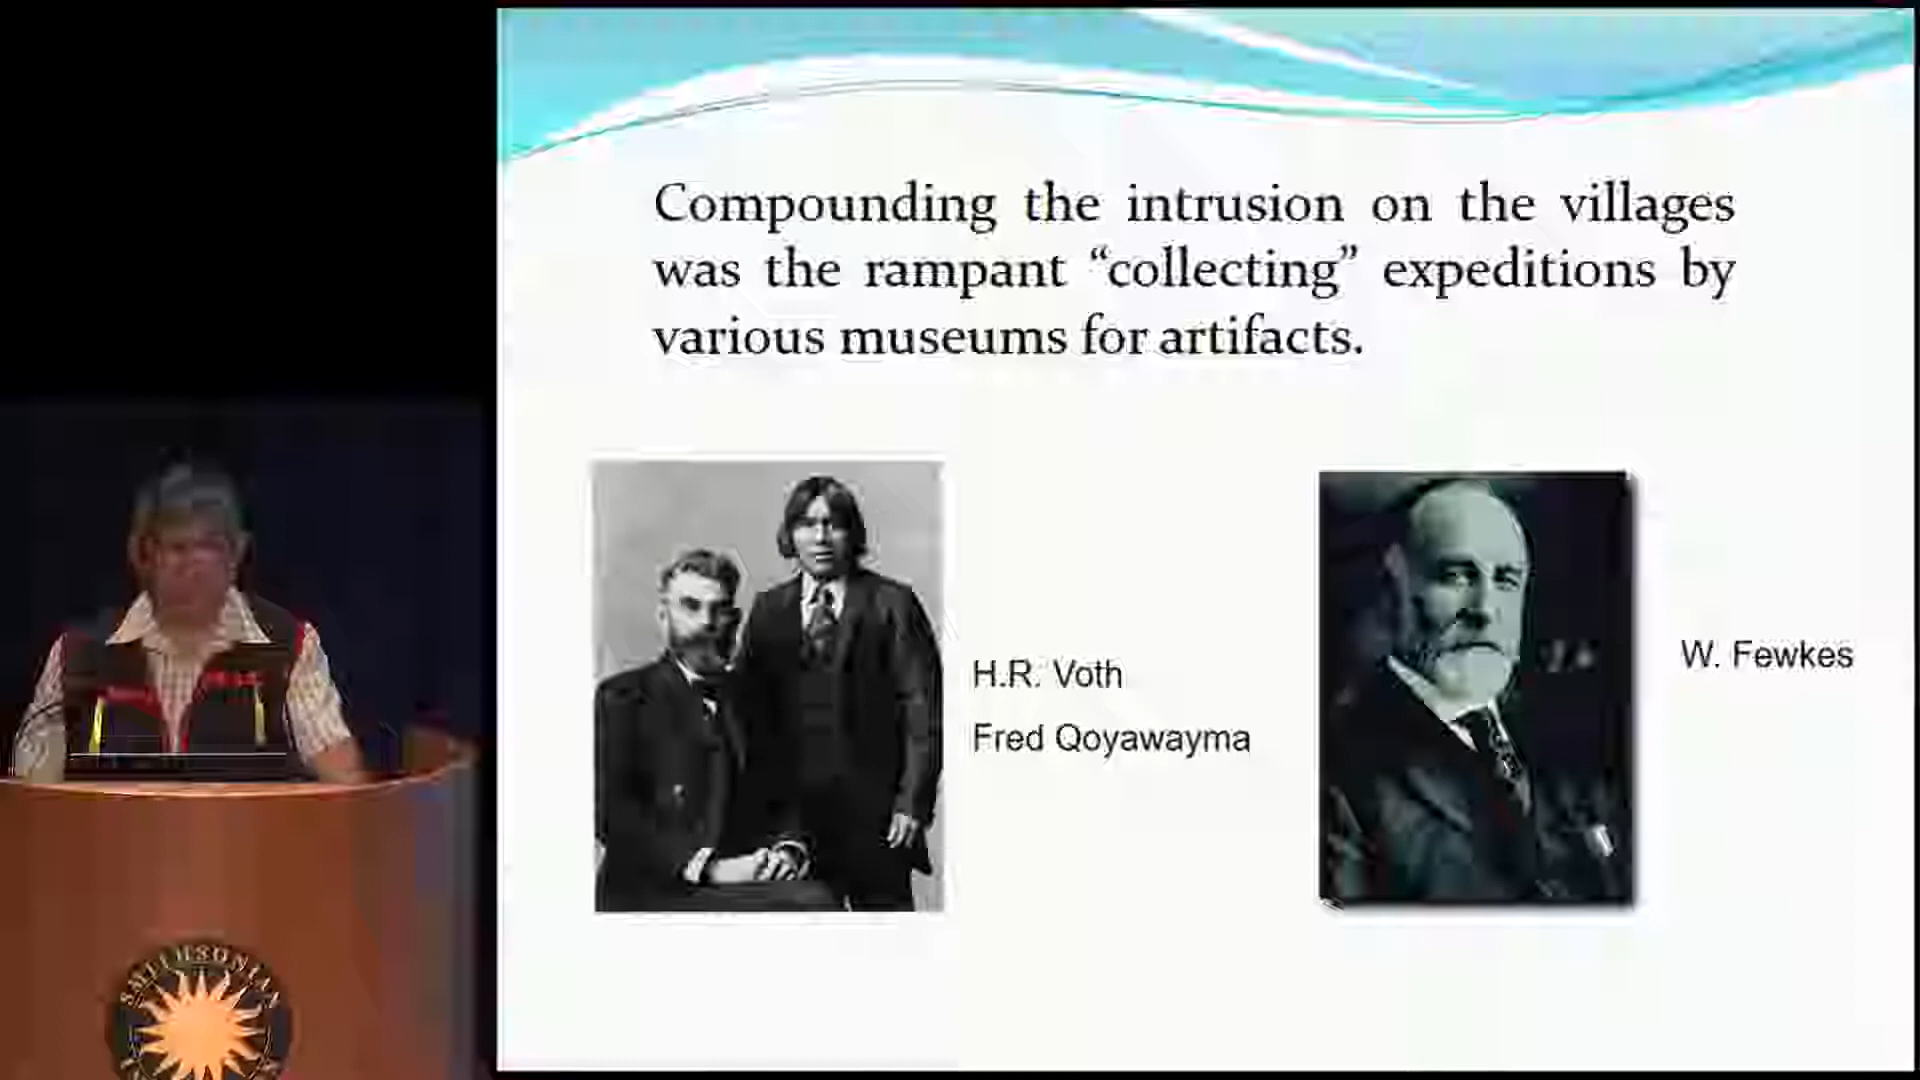 Compounding the intrusion on the villages
was the rampant “collecting” expeditions by
various museums for artifacts.
H.R. Voth
Fred Qoyawayma
W. Fewkes
SMITHSONIAN